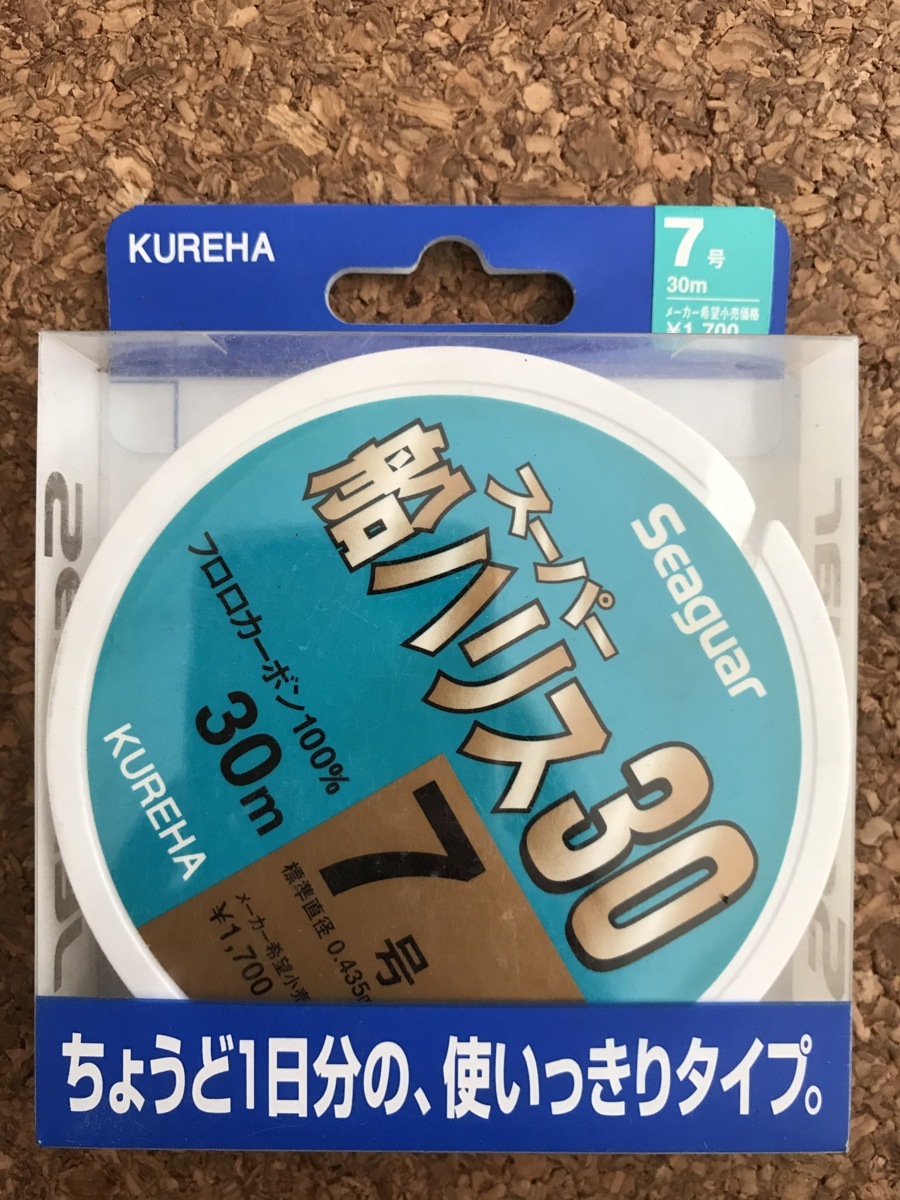 KUREHA
7号
30m
メーカー希望小売価格
¥1,700
Seaguar
スーパー
船ハリス30
フロロカーボン100%
30m
KUREHA
7号
標準直径 0.435
メーカー希望小売
¥1,700
ちょうど1日分の、使いっきりタイプ。